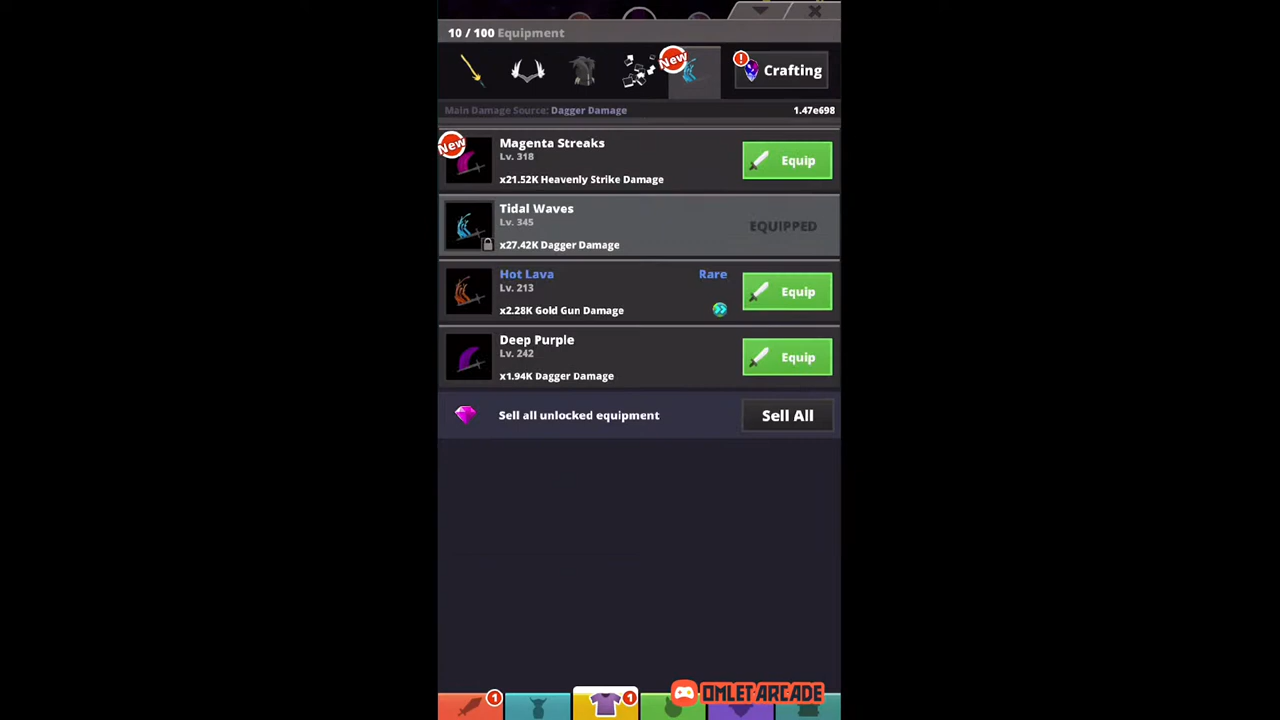 10 / 100 Equipment
New
! Crafting
Main Damage Source: Dagger Damage 1.47e698
New
Magenta Streaks
Lv. 318
x21.52K Heavenly Strike Damage
Equip
Tidal Waves
Lv. 345
x27.42K Dagger Damage
EQUIPPED
Hot Lava Rare
Lv. 213
x2.28K Gold Gun Damage
Equip
Deep Purple
Lv. 242
x1.94K Dagger Damage
Equip
Sell all unlocked equipment Sell All
1 1
OMLET ARCADE